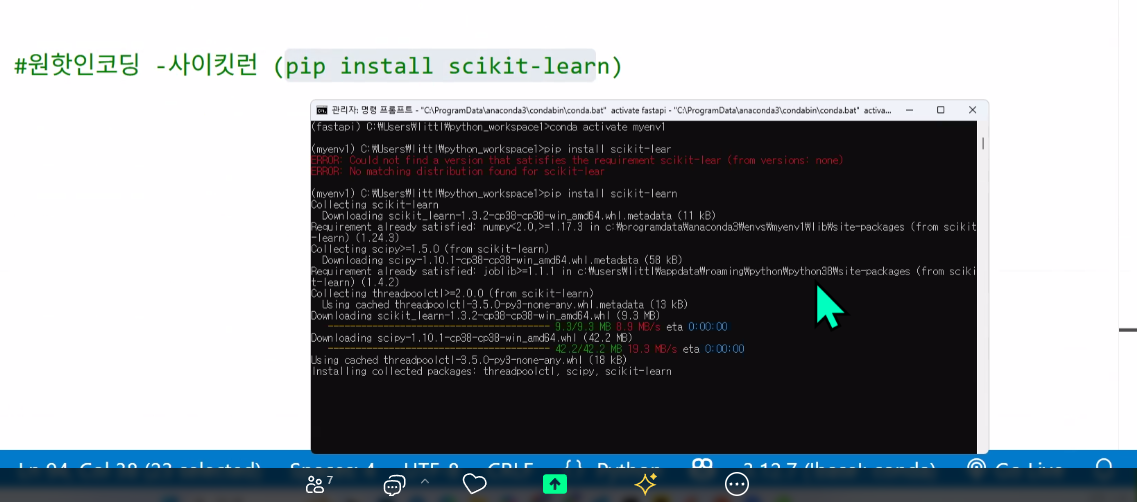 #원핫인코딩 -사이킷런 (pip install scikit-learn)
관리자: 명령 프롬프트 - "C:\ProgramData\anaconda3\condabin\conda.bat"  activate fastapi - "C:\ProgramData\anaconda3\condabin\conda.bat"  activa...
(fastapi) C:\Users\littl\python_workspace1>conda activate myenv1
(myenv1) C:\Users\littl\python_workspace1>pip install scikit-lear
ERROR: Could not find a version that satisfies the requirement scikit-lear (from versions: none)
ERROR: No matching distribution found for scikit-lear
(myenv1) C:\Users\littl\python_workspace1>pip install scikit-learn
Collecting scikit-learn
Downloading scikit_learn-1.3.2-cp38-cp38-win_amd64.whl.metadata (11 kB)
Requirement already satisfied: numpy<2.0,>=1.17.3 in c:\programdata\anaconda3\envs\myenv1\lib\site-packages (from scikit
-learn) (1.24.3)
Collecting scipy>=1.5.0 (from scikit-learn)
Downloading scipy-1.10.1-cp38-cp38-win_amd64.whl.metadata (58 kB)
Requirement already satisfied: joblib>=1.1.1 in c:\users\littl\appdata\roaming\python\python38\site-packages (from sciki
t-learn) (1.4.2)
Collecting threadpoolctl>=2.0.0 (from scikit-learn)
Using cached threadpoolctl-3.5.0-py3-none-any.whl.metadata (13 kB)
Downloading scikit_learn-1.3.2-cp38-cp38-win_amd64.whl (9.3 MB)
---------------------------------------- 9.3/9.3 MB 8.9 MB/s eta 0:00:00
Downloading scipy-1.10.1-cp38-cp38-win_amd64.whl (42.2 MB)
---------------------------------------- 42.2/42.2 MB 19.3 MB/s eta 0:00:00
Using cached threadpoolctl-3.5.0-py3-none-any.whl (18 kB)
Installing collected packages: threadpoolctl, scipy, scikit-learn
Ln 94, Col 38 (23 selected) Spaces: 4 UTF-8 CRLF {} Python 3.12.7 ('base': conda) Go Live
7